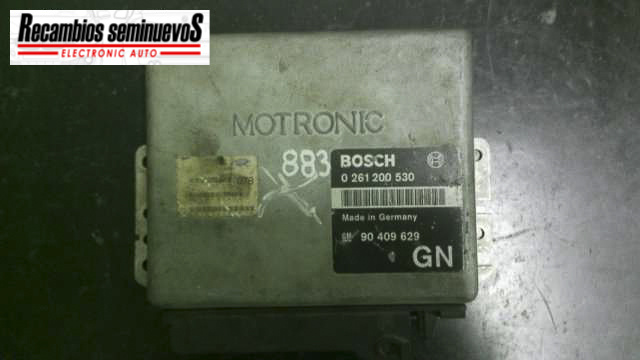 Recambios seminuevoS
ELECTRONIC AUTO
MOTRONIC
883
BOSCH
0 261 200 530
Made in Germany
GM 90 409 629
GN